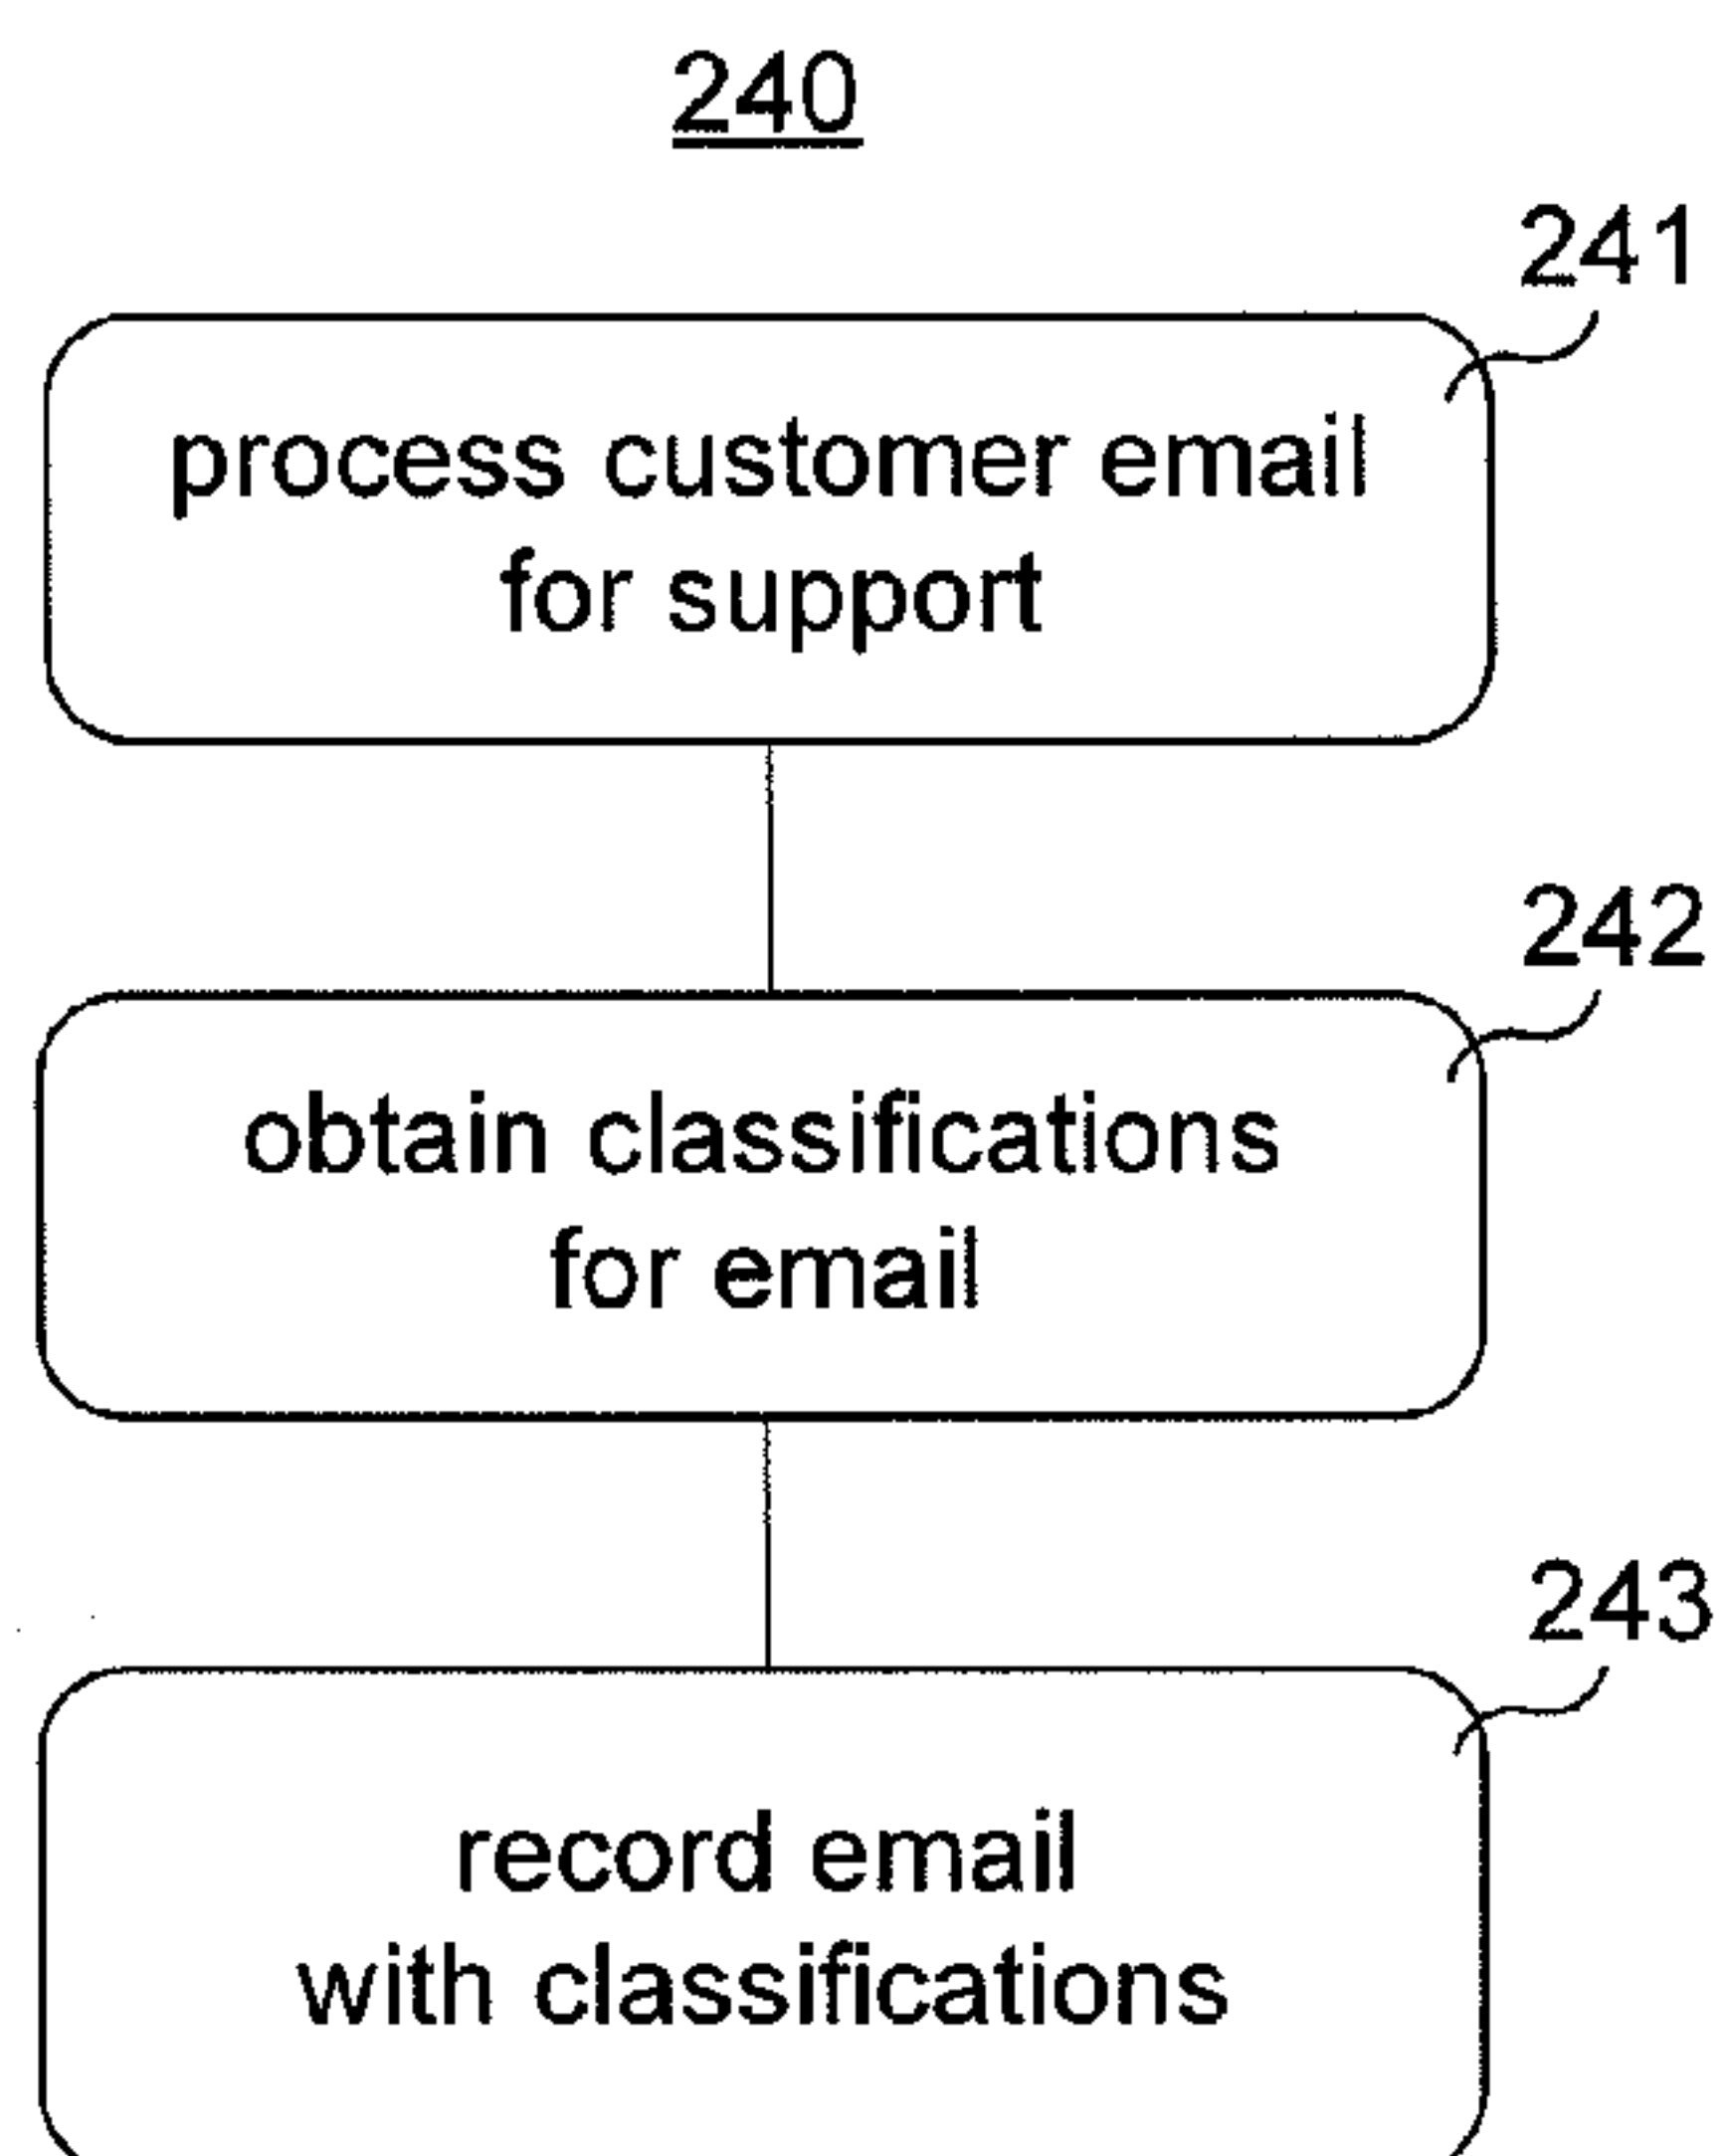 240
241
process customer email
for support
242
obtain classifications
for email
243
record email
with classifications